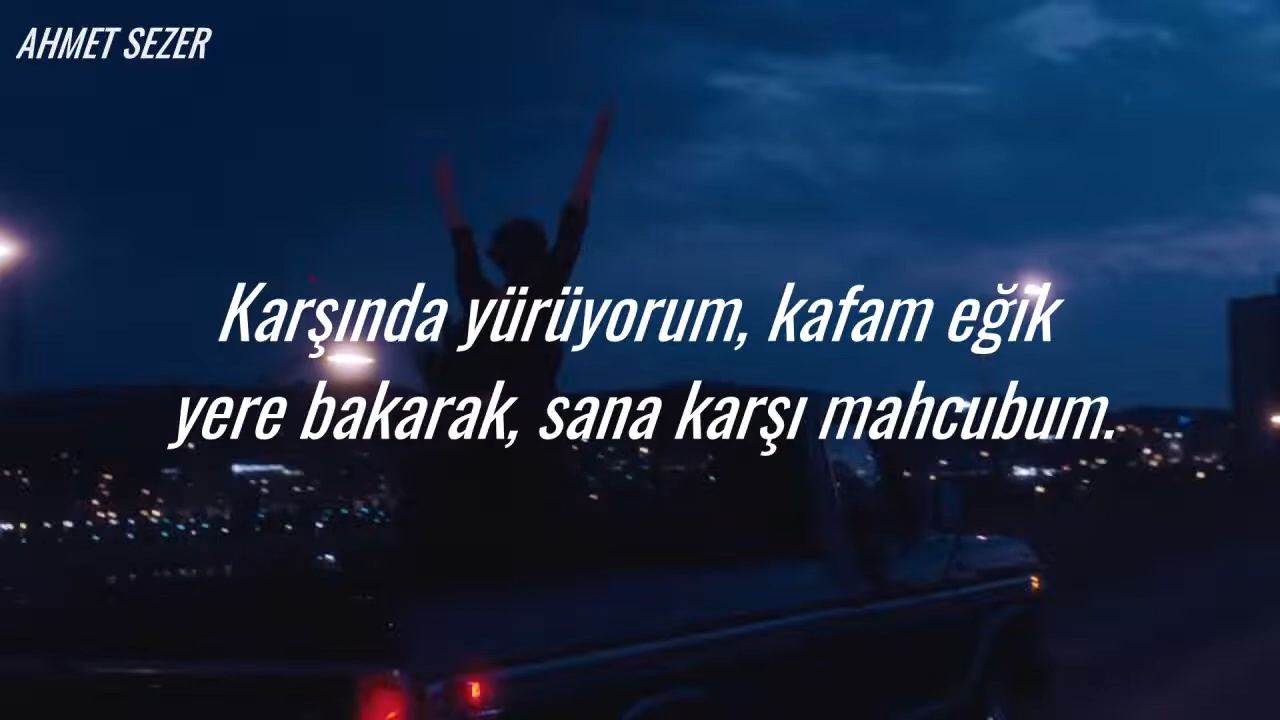 AHMET SEZER
Karşında yürüyorum, kafam eğik
yere bakarak, sana karşı mahcubum.